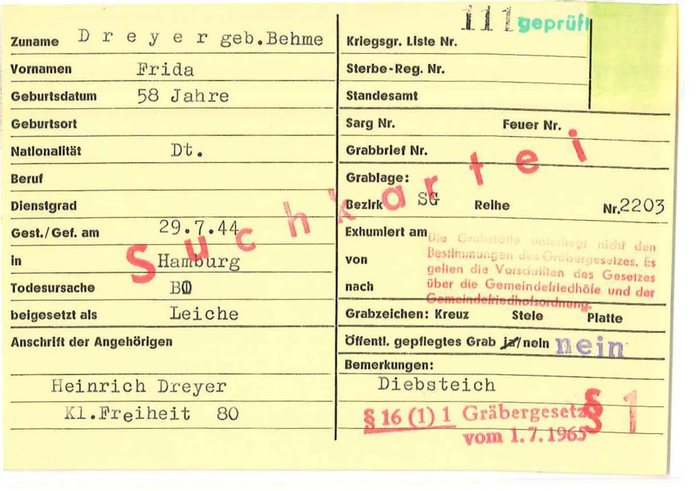 111 geprüft
Zuname Dreyer geb.Behme
Vornamen Frida
Geburtsdatum 58 Jahre
Geburtsort
Nationalität Dt.
Beruf
Dienstgrad
Gest./Gef. am 29.7.44
in Hamburg
Todesursache BO
beigesetzt als Leiche
Anschrift der Angehörigen
Heinrich Dreyer
Kl.Freiheit 80
Suchkartei
Kriegsgr. Liste Nr.
Sterbe-Reg. Nr.
Standesamt
Sarg Nr. Feuer Nr.
Grabbrief Nr.
Grablage:
Bezirk SG Reihe Nr.2203
Exhumiert am
von
nach
Die Grabstätte unterliegt nicht den
Bestimmungen des Gräbergesetzes. Es
gelten die Vorschriften des Gesetzes
über die Gemeindefriedhöfe und der
Gemeindefriedhofsordnung.
Grabzeichen: Kreuz Stele Platte
Öffentl. gepflegtes Grab ja/nein nein
Bemerkungen:
Diebsteich
§ 16 (1) 1 Gräbergesetz
vom 1.7.1965
§ 1